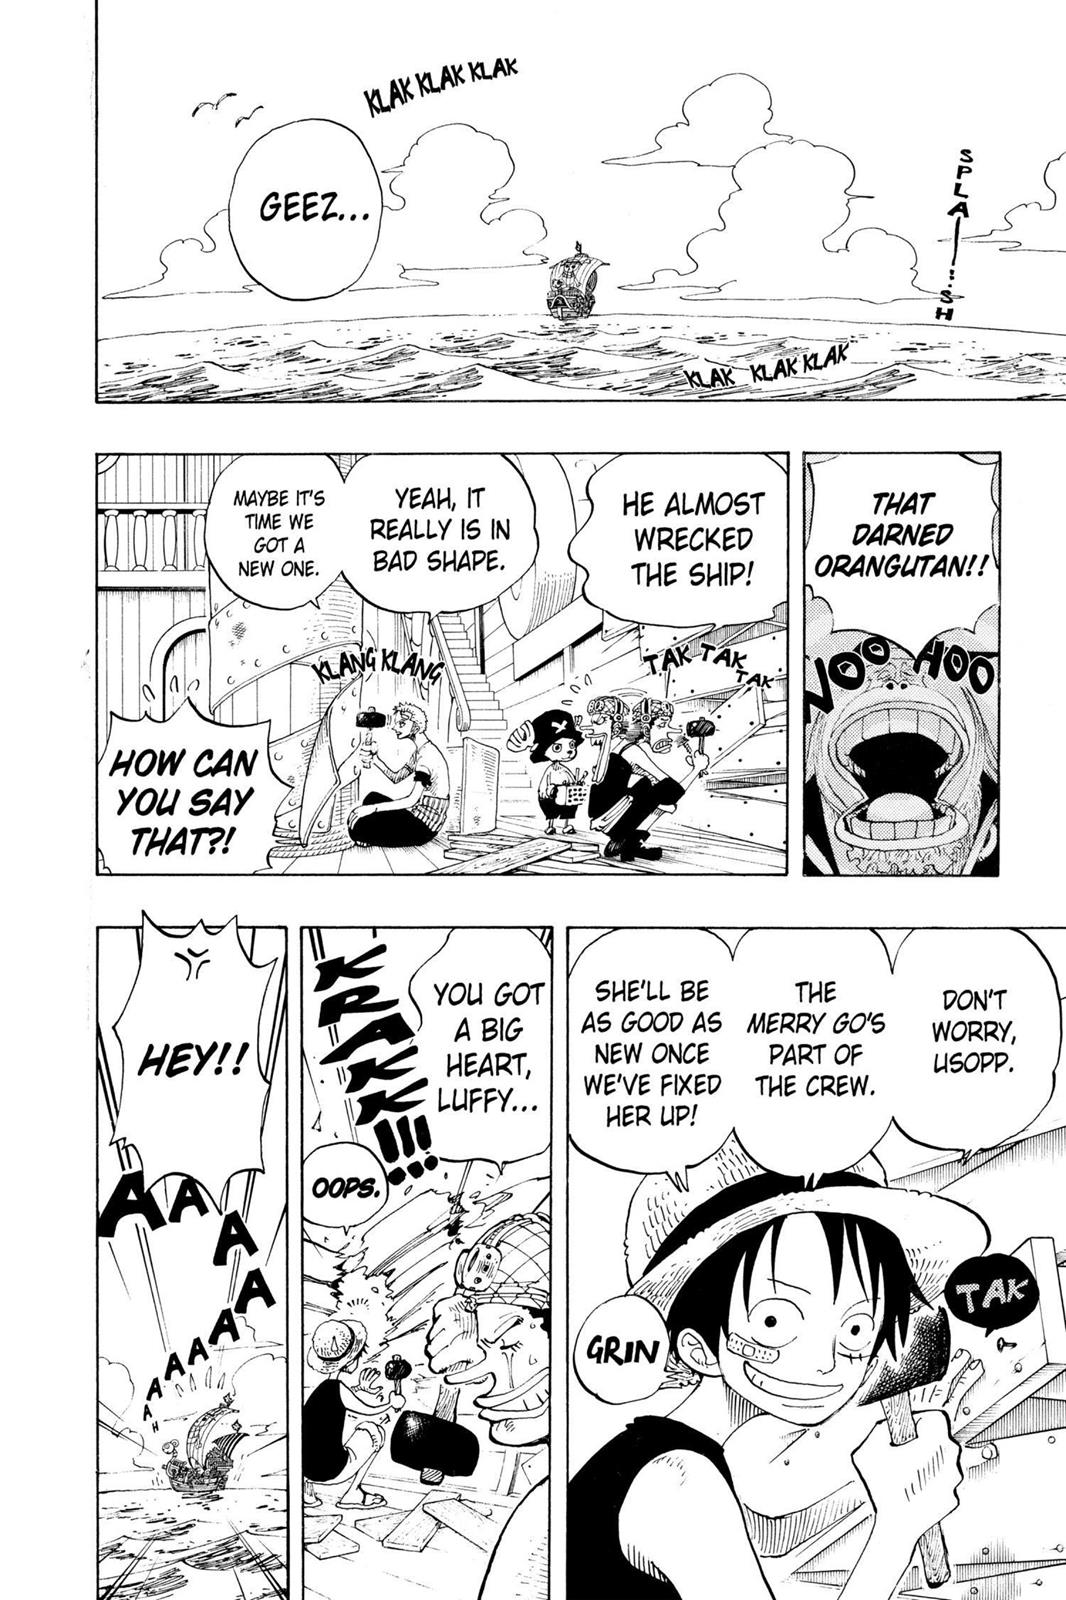 KLAK KLAK KLAK
SPLA—...SH
GEEZ...
KLAK KLAK KLAK
THAT
DARNED
ORANGUTAN!!
WOO HOO
HE ALMOST
WRECKED
THE SHIP!
TAK TAK
TAK
YEAH, IT
REALLY IS IN
BAD SHAPE.
MAYBE IT'S
TIME WE
GOT A
NEW ONE.
KLANG KLANG
HOW CAN
YOU SAY
THAT?!
DON'T
WORRY,
USOPP.
THE
MERRY GO'S
PART OF
THE CREW.
SHE'LL BE
AS GOOD AS
NEW ONCE
WE'VE FIXED
HER UP!
TAK
GRIN
YOU GOT
A BIG
HEART,
LUFFY...
KRAKK!!!
OOPS.
HEY!!
AAAAAAAAAAH